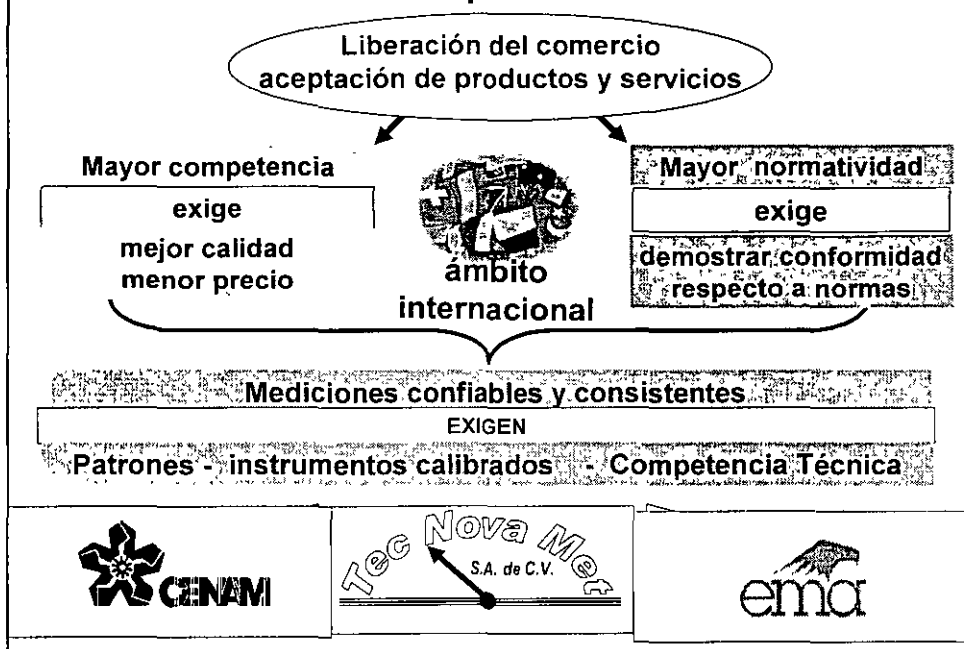 Liberación del comercio
aceptación de productos y servicios
Mayor competencia
exige
mejor calidad
menor precio
ámbito
internacional
Mayor normatividad
exige
demostrar conformidad
respecto a normas
Mediciones confiables y consistentes
EXIGEN
Patrones - instrumentos calibrados - Competencia Técnica
CENAM
Tec Nova Met
S.A. de C.V.
ema